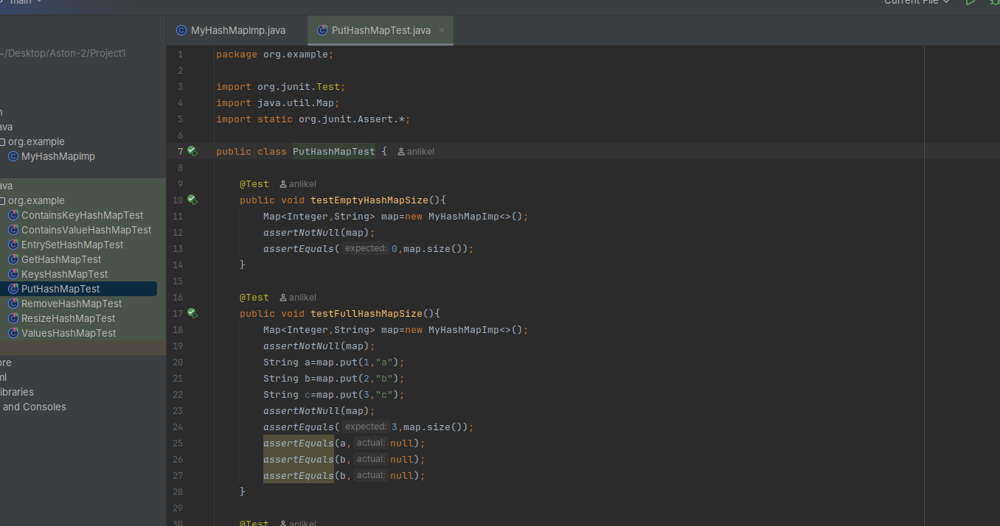 main
Current File
MyHashMapImp.java
PutHashMapTest.java
~/Desktop/Aston-2/Project1
org.example
MyHashMapImp
org.example
ContainsKeyHashMapTest
ContainsValueHashMapTest
EntrySetHashMapTest
GetHashMapTest
KeysHashMapTest
PutHashMapTest
RemoveHashMapTest
ResizeHashMapTest
ValuesHashMapTest
and Consoles
1 package org.example;
2
3 import org.junit.Test;
4 import java.util.Map;
5 import static org.junit.Assert.*;
6
7 public class PutHashMapTest { anlikel
8
9 @Test anlikel
10 public void testEmptyHashMapSize(){
11 Map<Integer,String> map=new MyHashMapImp<>();
12 assertNotNull(map);
13 assertEquals( expected: 0,map.size());
14 }
15
16 @Test anlikel
17 public void testFullHashMapSize(){
18 Map<Integer,String> map=new MyHashMapImp<>();
19 assertNotNull(map);
20 String a=map.put(1,"a");
21 String b=map.put(2,"b");
22 String c=map.put(3,"c");
23 assertNotNull(map);
24 assertEquals( expected: 3,map.size());
25 assertEquals(a, actual: null);
26 assertEquals(b, actual: null);
27 assertEquals(b, actual: null);
28 }
29
30 @Test anlikel